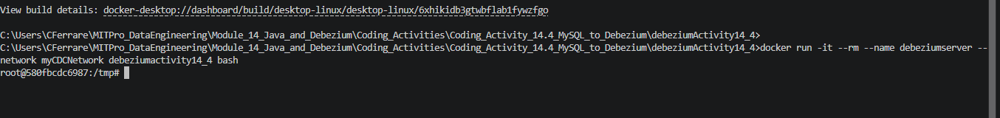 View build details: docker-desktop://dashboard/build/desktop-linux/desktop-linux/6xhikidb3gtwbflab1fywzfgo
C:\Users\CFerrare\MITPro_DataEngineering\Module_14_Java_and_Debezium\Coding_Activities\Coding_Activity_14.4_MySQL_to_Debezium\debeziumActivity14_4>
C:\Users\CFerrare\MITPro_DataEngineering\Module_14_Java_and_Debezium\Coding_Activities\Coding_Activity_14.4_MySQL_to_Debezium\debeziumActivity14_4>docker run -it --rm --name debeziumserver --
network myCDCNetwork debeziumactivity14_4 bash
root@580fbcdc6987:/tmp#